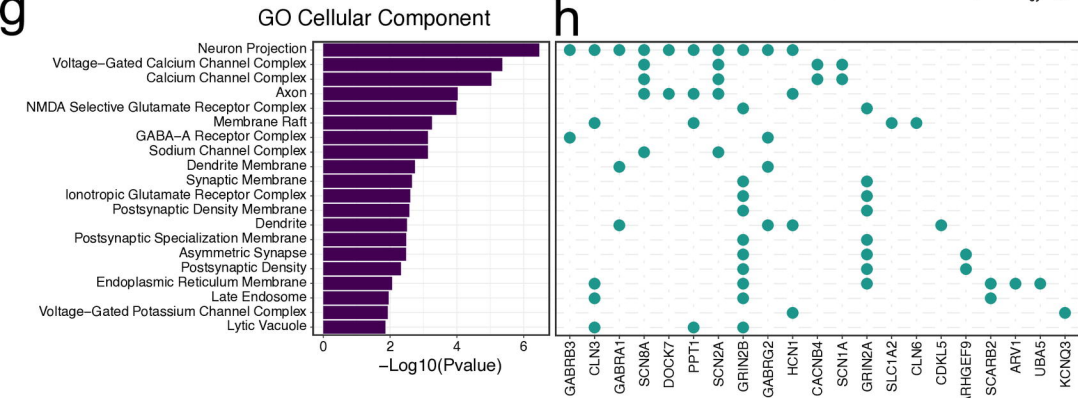 g
GO Cellular Component
h
Neuron Projection
Voltage−Gated Calcium Channel Complex
Calcium Channel Complex
Axon
NMDA Selective Glutamate Receptor Complex
Membrane Raft
GABA−A Receptor Complex
Sodium Channel Complex
Dendrite Membrane
Synaptic Membrane
Ionotropic Glutamate Receptor Complex
Postsynaptic Density Membrane
Dendrite
Postsynaptic Specialization Membrane
Asymmetric Synapse
Postsynaptic Density
Endoplasmic Reticulum Membrane
Late Endosome
Voltage−Gated Potassium Channel Complex
Lytic Vacuole
0 2 4 6
−Log10(Pvalue)
GABRB3
CLN3
GABRA1
SCN8A
DOCK7
PPT1
SCN2A
GRIN2B
GABRG2
HCN1
CACNB4
SCN1A
GRIN2A
SLC1A2
CLN6
CDKL5
ARHGEF9
SCARB2
ARV1
UBA5
KCNQ3